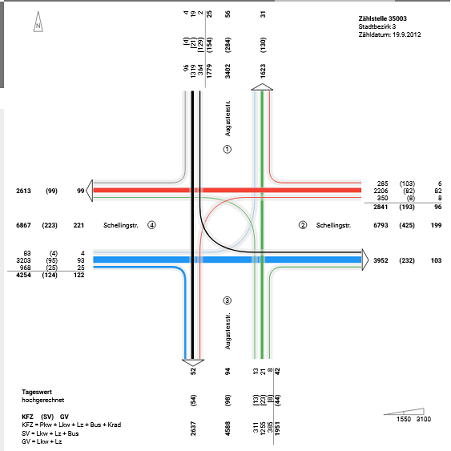 4 19 2 25 56 31
[4] [21] [129] (154) (284) (130)
96 1319 364 1779 3402 1623
N
Zählstelle 35003
Stadtbezirk 3
Zähldatum: 19.9.2012
Augustenstr.
1
2613 (99) 99
285 (103) 6
2206 (82) 82
350 (8) 8
2841 (193) 96
6867 (223) 221
Schellingstr. 4
2 Schellingstr.
6793 (425) 199
83 (4) 4
3203 (95) 93
968 (25) 25
4254 (124) 122
3952 (232) 103
3
Augustenstr.
52 94 13 21 8 42
(54) (98) [13] [23] [8] (44)
2637 4588 311 1255 385 1951
Tageswert
hochgerechnet
KFZ (SV) GV
KFZ = Pkw + Lkw + Lz + Bus + Krad
SV = Lkw + Lz + Bus
GV = Lkw + Lz
1550 3100